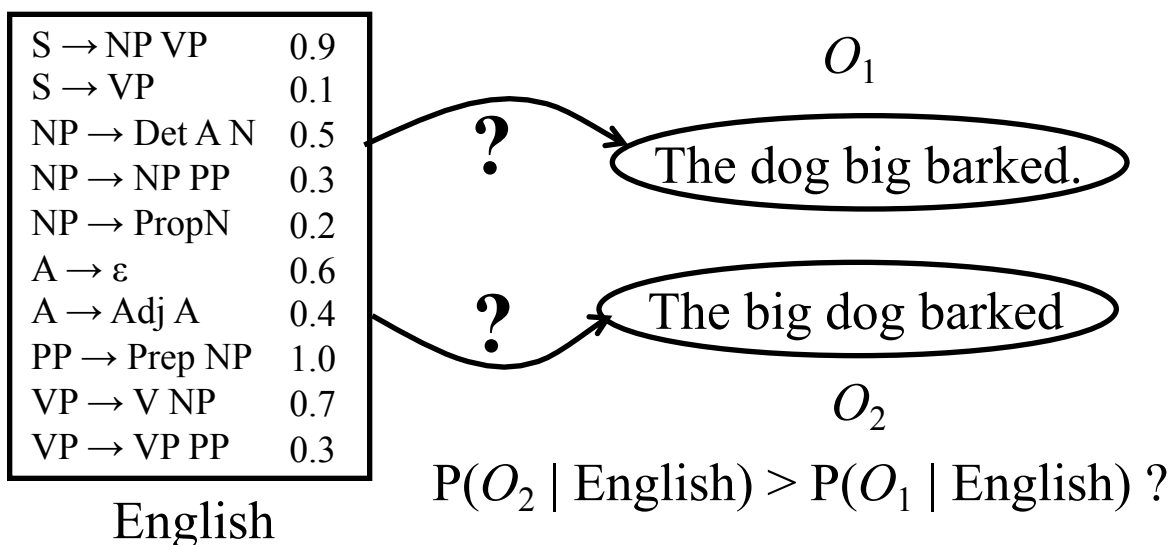 S → NP VP 0.9
S → VP 0.1
NP → Det A N 0.5
NP → NP PP 0.3
NP → PropN 0.2
A → ε 0.6
A → Adj A 0.4
PP → Prep NP 1.0
VP → V NP 0.7
VP → VP PP 0.3
English
?
?
O₁
The dog big barked.
The big dog barked
O₂
P(O₂ | English) > P(O₁ | English) ?